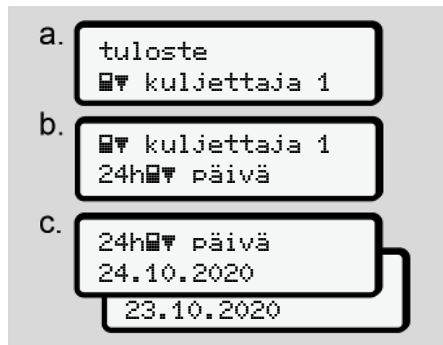 a.
tuloste
🖫▼ kuljettaja 1
b.
🖫▼ kuljettaja 1
24h🖫▼ päivä
c.
24h🖫▼ päivä
24.10.2020
23.10.2020